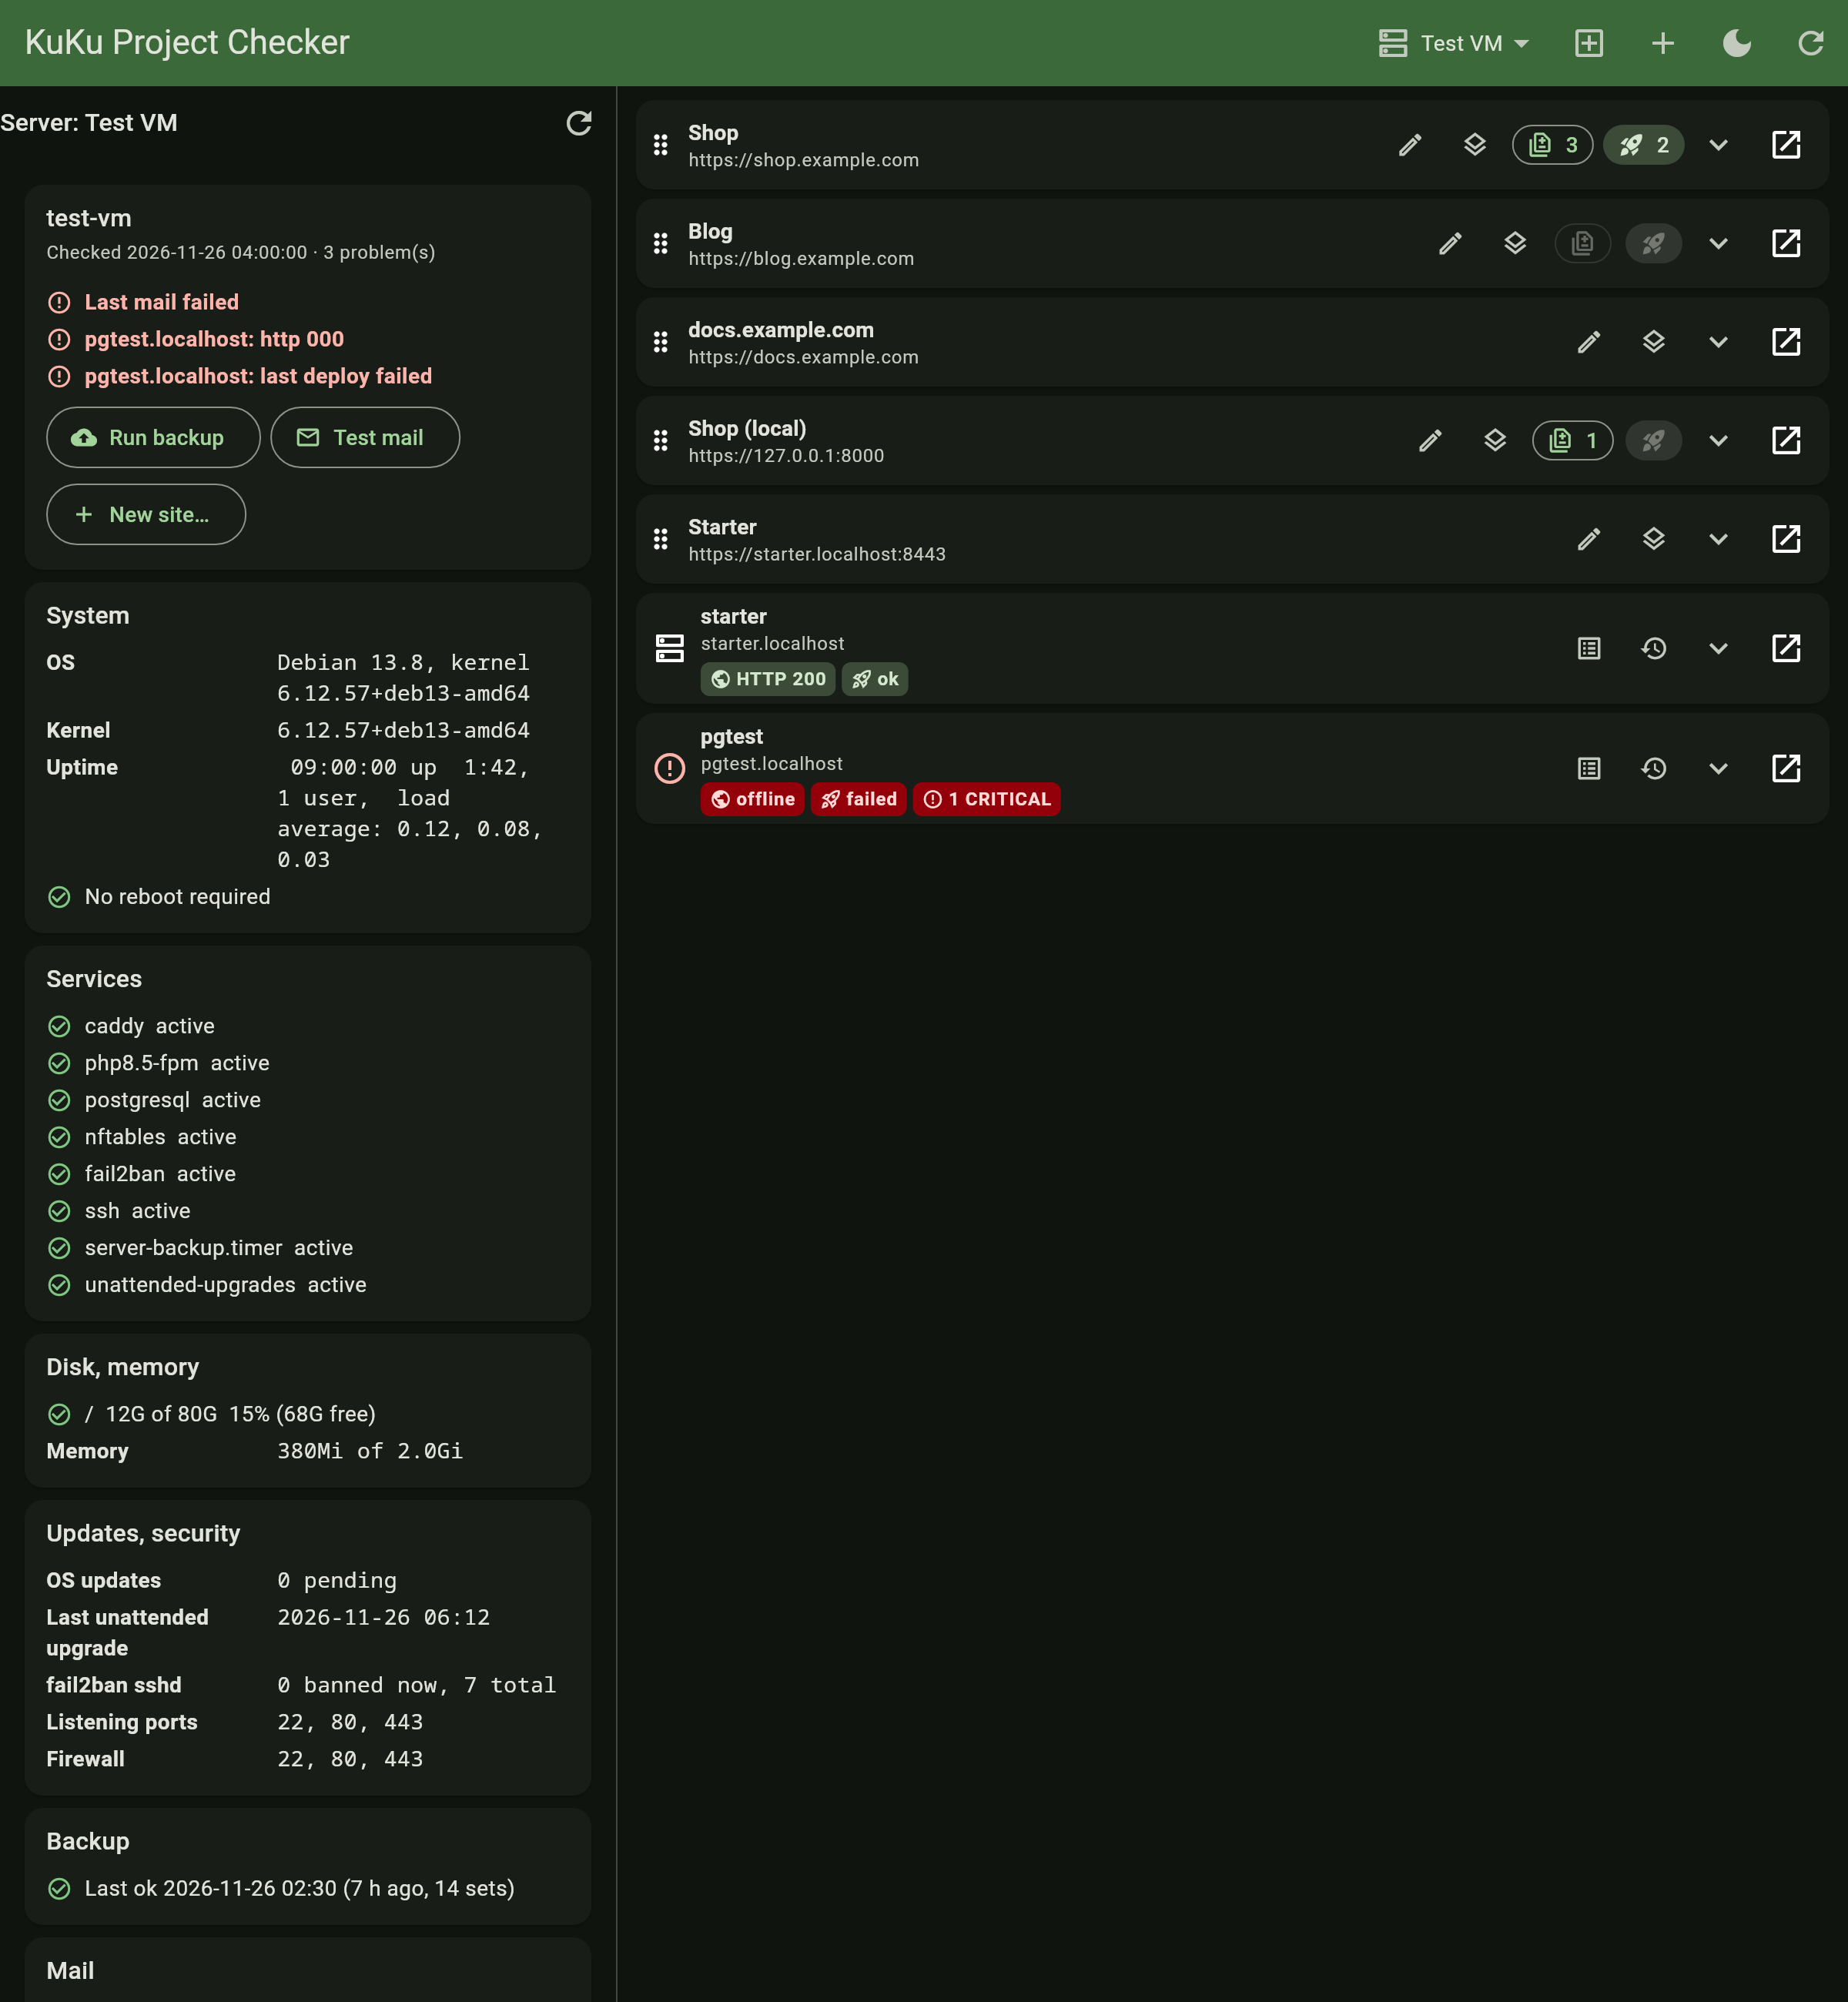 KuKu Project Checker
Test VM
Server: Test VM
test-vm
Checked 2026-11-26 04:00:00 · 3 problem(s)
Last mail failed
pgtest.localhost: http 000
pgtest.localhost: last deploy failed
Run backup
Test mail
New site…
System
OS
Debian 13.8, kernel
6.12.57+deb13-amd64
Kernel
6.12.57+deb13-amd64
Uptime
09:00:00 up  1:42,
1 user,  load
average: 0.12, 0.08,
0.03
No reboot required
Services
caddy  active
php8.5-fpm  active
postgresql  active
nftables  active
fail2ban  active
ssh  active
server-backup.timer  active
unattended-upgrades  active
Disk, memory
/  12G of 80G  15% (68G free)
Memory
380Mi of 2.0Gi
Updates, security
OS updates
0 pending
Last unattended
upgrade
2026-11-26 06:12
fail2ban sshd
0 banned now, 7 total
Listening ports
22, 80, 443
Firewall
22, 80, 443
Backup
Last ok 2026-11-26 02:30 (7 h ago, 14 sets)
Mail
Shop
https://shop.example.com
3
2
Blog
https://blog.example.com
docs.example.com
https://docs.example.com
Shop (local)
https://127.0.0.1:8000
1
Starter
https://starter.localhost:8443
starter
starter.localhost
HTTP 200
ok
pgtest
pgtest.localhost
offline
failed
1 CRITICAL